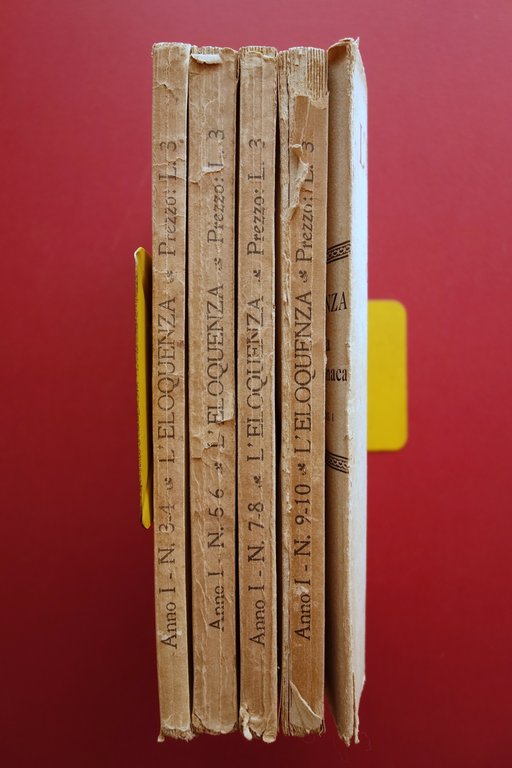 Anno I - N. 3-4 L'ELOQUENZA Prezzo: L. 3
Anno I - N. 5 6 L'ELOQUENZA Prezzo: L. 3
Anno I - N. 7-8 L'ELOQUENZA Prezzo: L. 3
Anno I - N. 9-10 L'ELOQUENZA Prezzo: L. 3
NZA